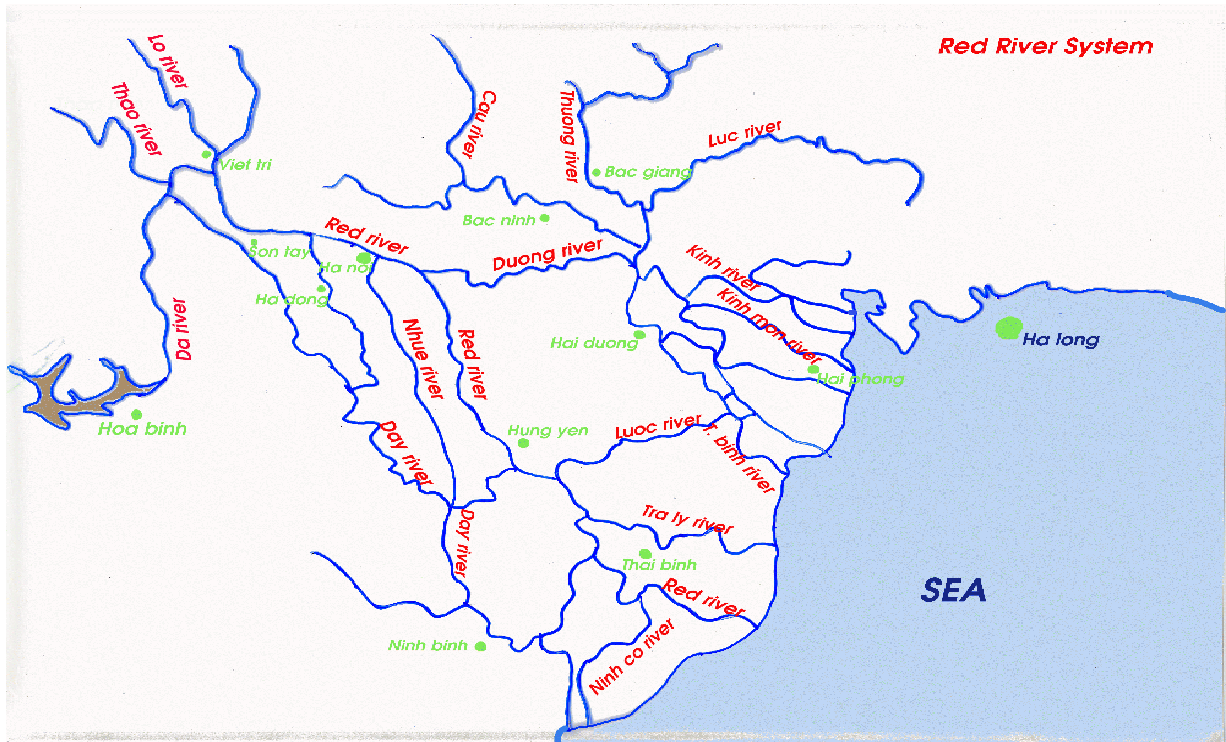 Red River System
Lo river
Thao river
Cau river
Thuong river
Luc river
Viet tri
Bac giang
Bac ninh
Red river
Son tay
Duong river
Ha noi
Kinh river
Ha dong
Kinh mon river
Da river
Nhue river
Red river
Hai duong
Ha long
Hai phong
Hoa binh
Hung yen
Luoc river
T. binh river
Day river
Day river
Tra ly river
Thai binh
Red river
SEA
Ninh binh
Ninh co river